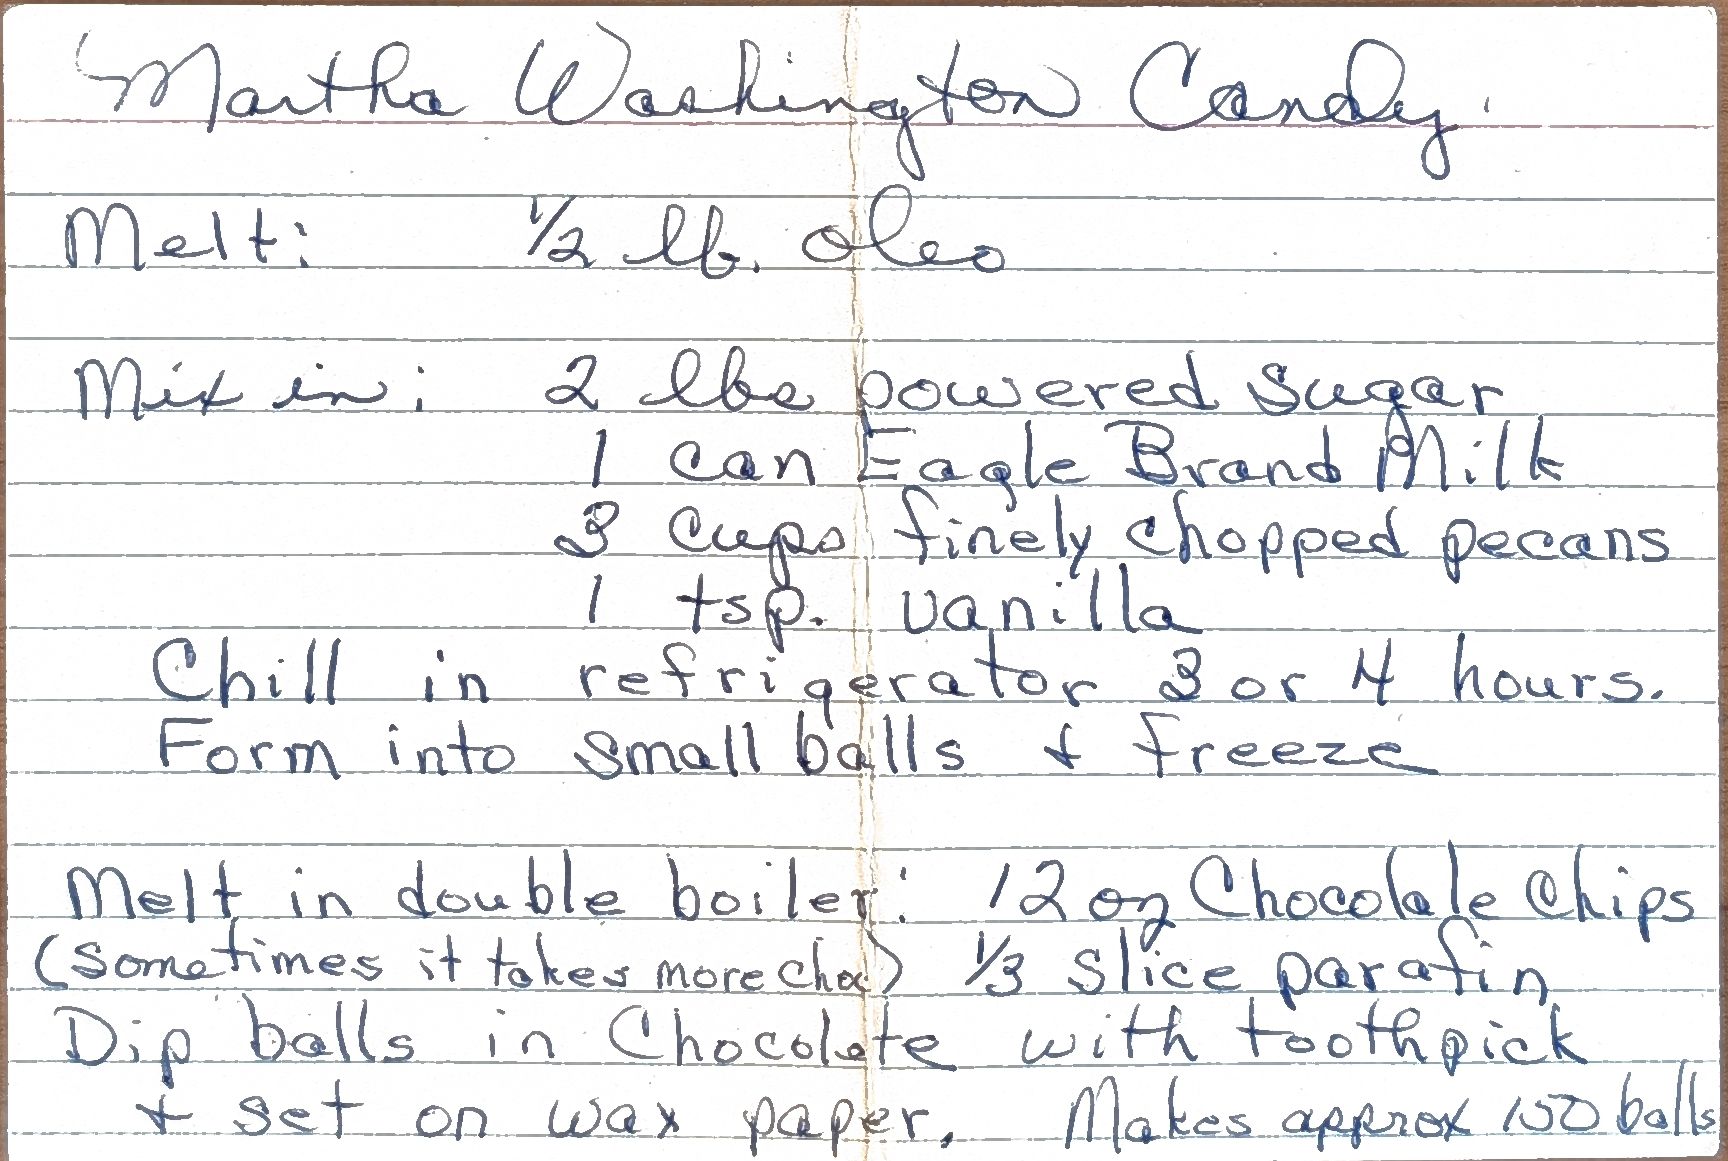 Martha Washington Candy.
Melt: 1/2 lb. oleo
Mix in: 2 lbs powered Sugar
1 can Eagle Brand Milk
3 Cups finely chopped pecans
1 tsp. vanilla
Chill in refrigerator 3 or 4 hours.
Form into small balls + freeze
Melt in double boiler: 12 oz Chocolate Chips
(sometimes it takes more choc) 1/3 slice parafin
Dip balls in Chocolate with toothpick
+ set on wax paper. Makes approx 150 balls